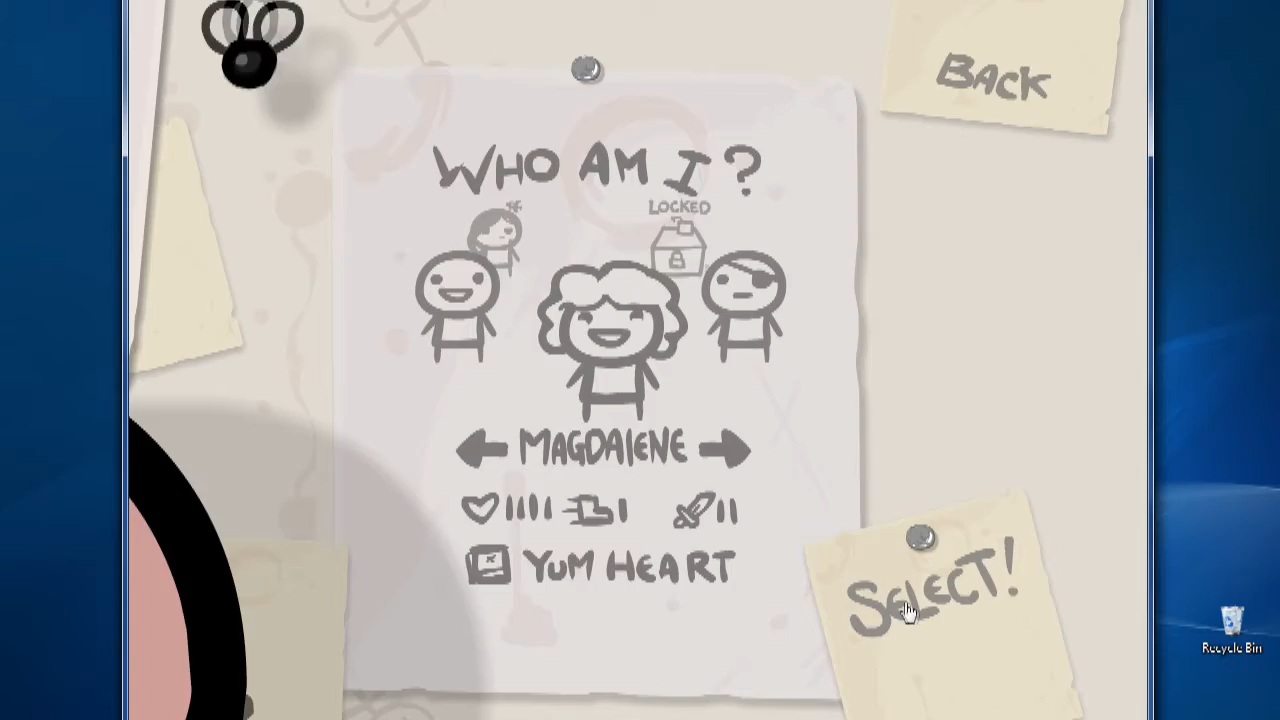 BACK
WHO AM I?
LOCKED
MAGDALENE
YUM HEART
SELECT!
Recycle Bin